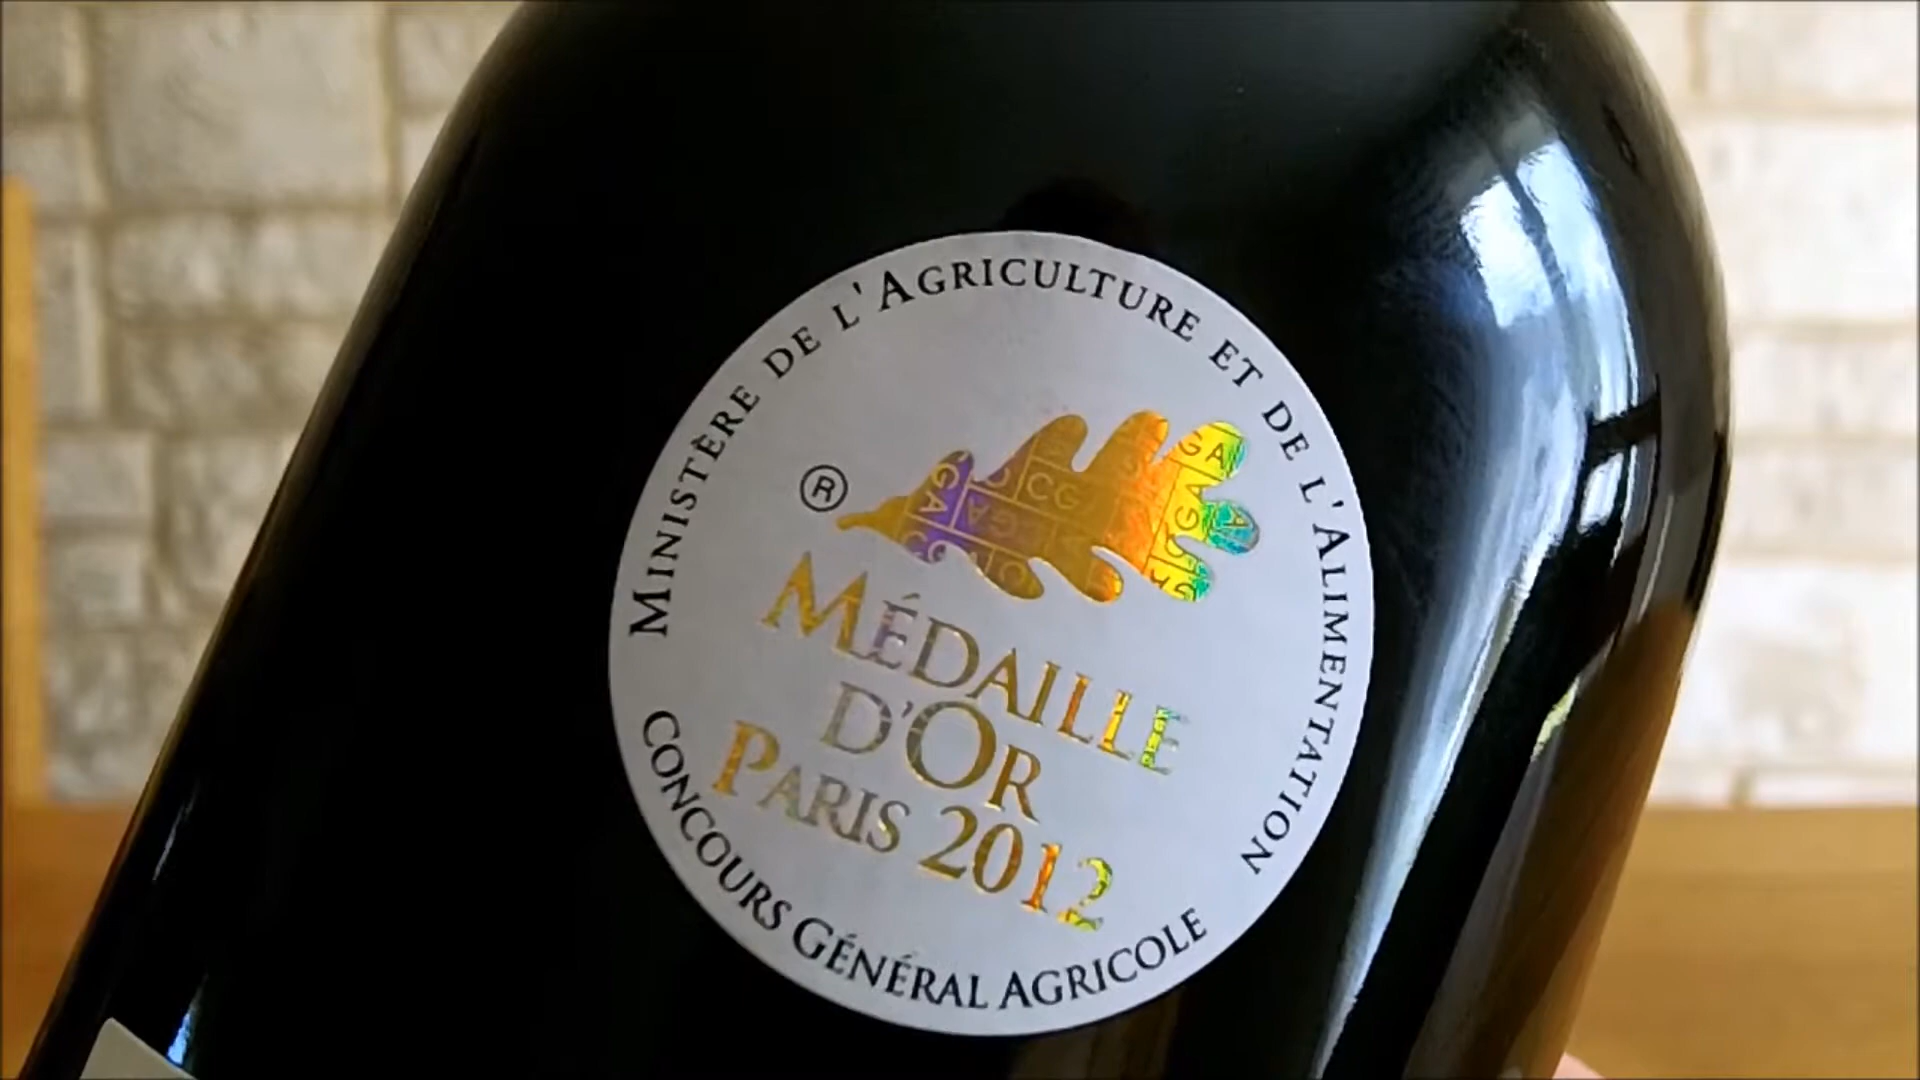 MINISTÈRE DE L'AGRICULTURE ET DE L'ALIMENTATION
®
MÉDAILLE
D'OR
PARIS 2012
CONCOURS GÉNÉRAL AGRICOLE